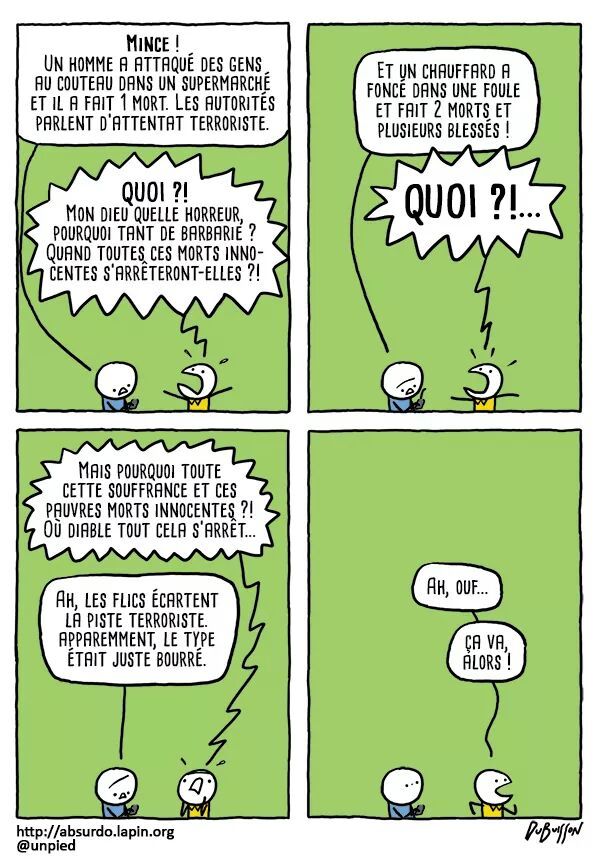 MINCE !
UN HOMME A ATTAQUÉ DES GENS
AU COUTEAU DANS UN SUPERMARCHÉ
ET IL A FAIT 1 MORT. LES AUTORITÉS
PARLENT D'ATTENTAT TERRORISTE.
QUOI ?!
MON DIEU QUELLE HORREUR,
POURQUOI TANT DE BARBARIE ?
QUAND TOUTES CES MORTS INNO-
CENTES S'ARRÊTERONT-ELLES ?!
ET UN CHAUFFARD A
FONCÉ DANS UNE FOULE
ET FAIT 2 MORTS ET
PLUSIEURS BLESSÉS !
QUOI ?!...
MAIS POURQUOI TOUTE
CETTE SOUFFRANCE ET CES
PAUVRES MORTS INNOCENTES ?!
OÙ DIABLE TOUT CELA S'ARRÊT...
AH, LES FLICS ÉCARTENT
LA PISTE TERRORISTE.
APPAREMMENT, LE TYPE
ÉTAIT JUSTE BOURRÉ.
AH, OUF...
ÇA VA,
ALORS !
http://absurdo.lapin.org
@unpied
DUBUISSON